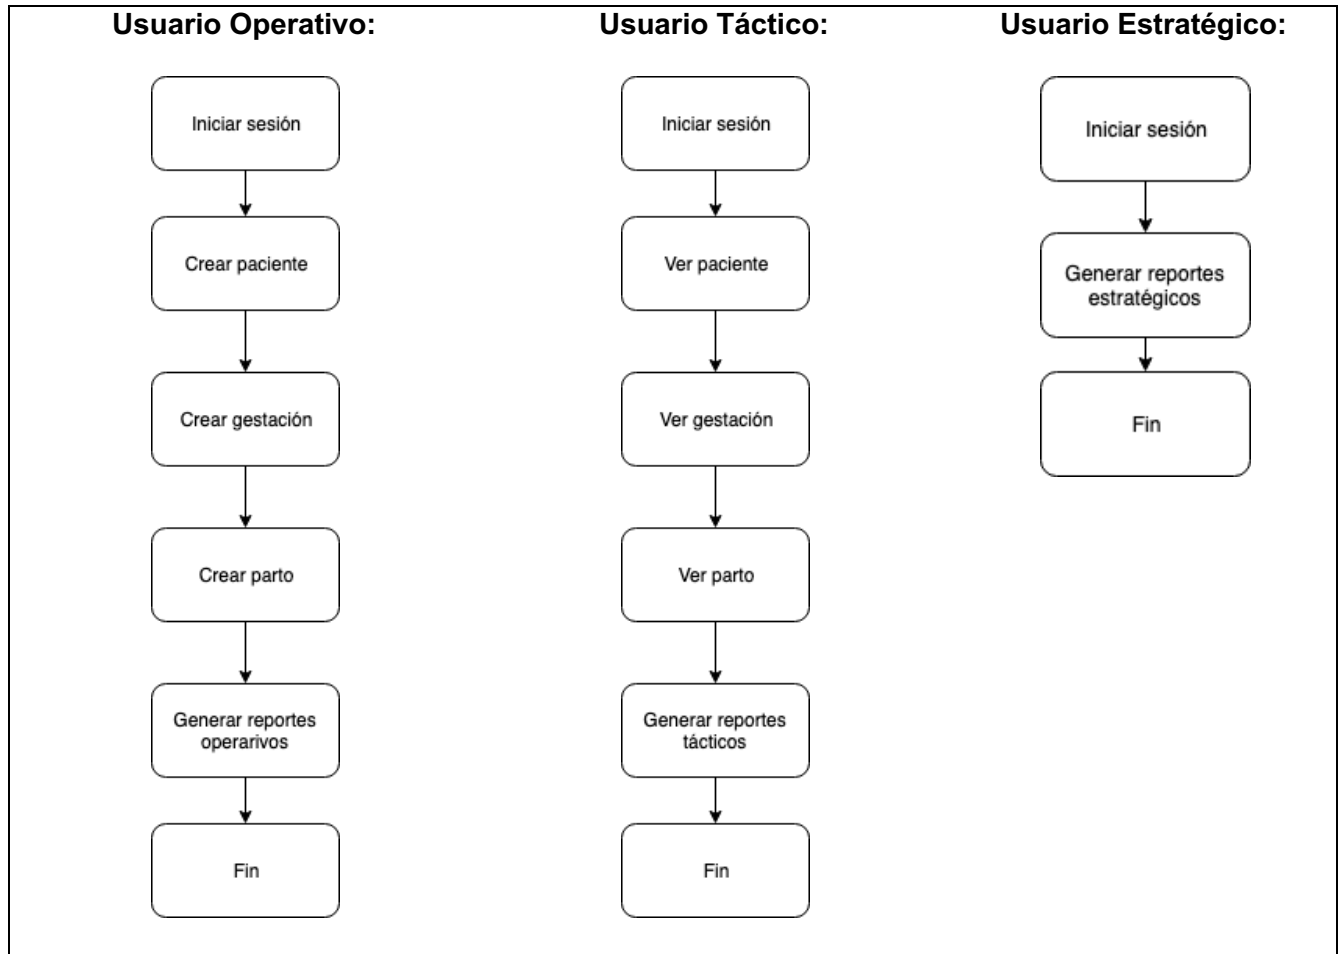 Usuario Operativo:
Iniciar sesión
Crear paciente
Crear gestación
Crear parto
Generar reportes
operarivos
Fin
Usuario Táctico:
Iniciar sesión
Ver paciente
Ver gestación
Ver parto
Generar reportes
tácticos
Fin
Usuario Estratégico:
Iniciar sesión
Generar reportes
estratégicos
Fin